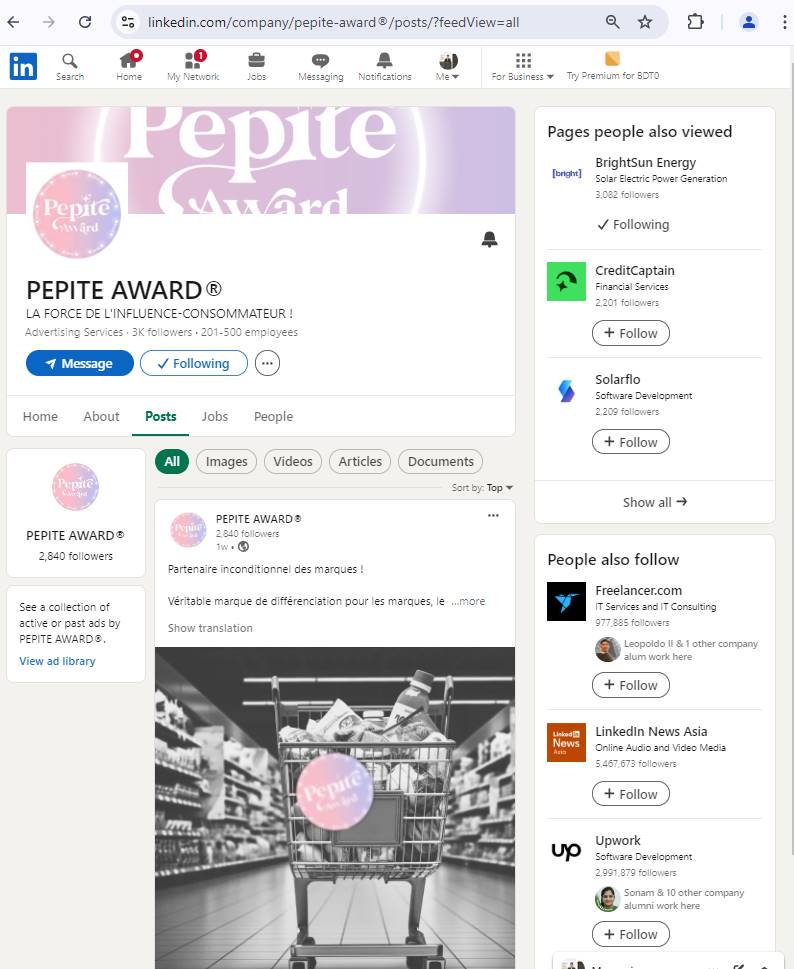 linkedin.com/company/pepite-award®/posts/?feedView=all
Search
Home
1
My Network
Jobs
Messaging
Notifications
Me
For Business
Try Premium for BDT0
Pepite
Award
Pepite
Award
PEPITE AWARD®
LA FORCE DE L'INFLUENCE-CONSOMMATEUR !
Advertising Services · 3K followers · 201-500 employees
Message
Following
Home
About
Posts
Jobs
People
Pepite
Award
PEPITE AWARD®
2,840 followers
See a collection of
active or past ads by
PEPITE AWARD®.
View ad library
All
Images
Videos
Articles
Documents
Sort by: Top
Pepite
Award
PEPITE AWARD®
2,840 followers
1w •
Partenaire inconditionnel des marques !
Véritable marque de différenciation pour les marques, le ...more
Show translation
Pepite
Award
Pages people also viewed
[bright]
BrightSun Energy
Solar Electric Power Generation
3,082 followers
Following
CreditCaptain
Financial Services
2,201 followers
+ Follow
Solarflo
Software Development
2,209 followers
+ Follow
Show all →
People also follow
Freelancer.com
IT Services and IT Consulting
977,885 followers
Leopoldo II & 1 other company
alum work here
+ Follow
Linked in
News
Asia
LinkedIn News Asia
Online Audio and Video Media
5,467,673 followers
+ Follow
up
Upwork
Software Development
2,991,879 followers
Sonam & 10 other company
alumni work here
+ Follow